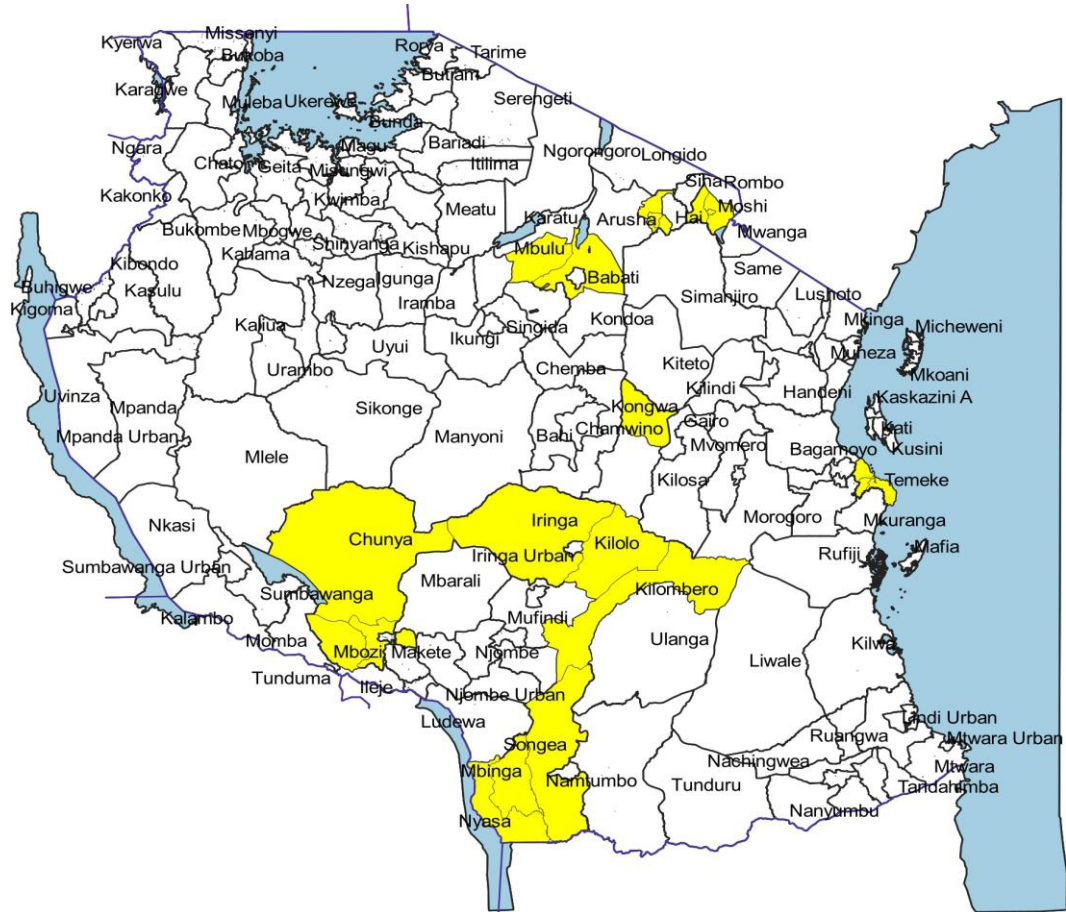 Missenyi
Kyerwa
Rorya
Tarime
Bukoba
Butiam
Karagwe
Muleba
Ukerewe
Serengeti
Bunda
Ngara
Magu
Bariadi
Ngorongoro
Longido
Chato
Geita
Misungwi
Itilima
Siha
Rombo
Kakonko
Kwimba
Meatu
Karatu
Arusha
Hai
Moshi
Bukombe
Mbogwe
Shinyanga
Kishapu
Mbulu
Mwanga
Kahama
Kibondo
Nzega
Igunga
Babati
Same
Buhigwe
Kasulu
Iramba
Simanjiro
Lushoto
Kigoma
Kaliua
Singida
Kondoa
Mkinga
Micheweni
Uyui
Ikungi
Muheza
Urambo
Chemba
Kiteto
Mkoani
Uvinza
Mpanda
Sikonge
Kilindi
Handeni
Kaskazini A
Kongwa
Gairo
Kati
Mpanda Urban
Manyoni
Bahi
Chamwino
Mvomero
Bagamoyo
Kusini
Mlele
Kilosa
Temeke
Nkasi
Iringa
Morogoro
Mkuranga
Chunya
Kilolo
Mafia
Iringa Urban
Rufiji
Sumbawanga Urban
Mbarali
Sumbawanga
Kilombero
Kalambo
Mufindi
Momba
Ulanga
Kilwa
Mbozi
Makete
Njombe
Liwale
Tunduma
Ileje
Njombe Urban
Ludewa
Lindi Urban
Songea
Ruangwa
Mtwara Urban
Mbinga
Nachingwea
Mtwara
Namtumbo
Tunduru
Tandahimba
Nyasa
Nanyumbu